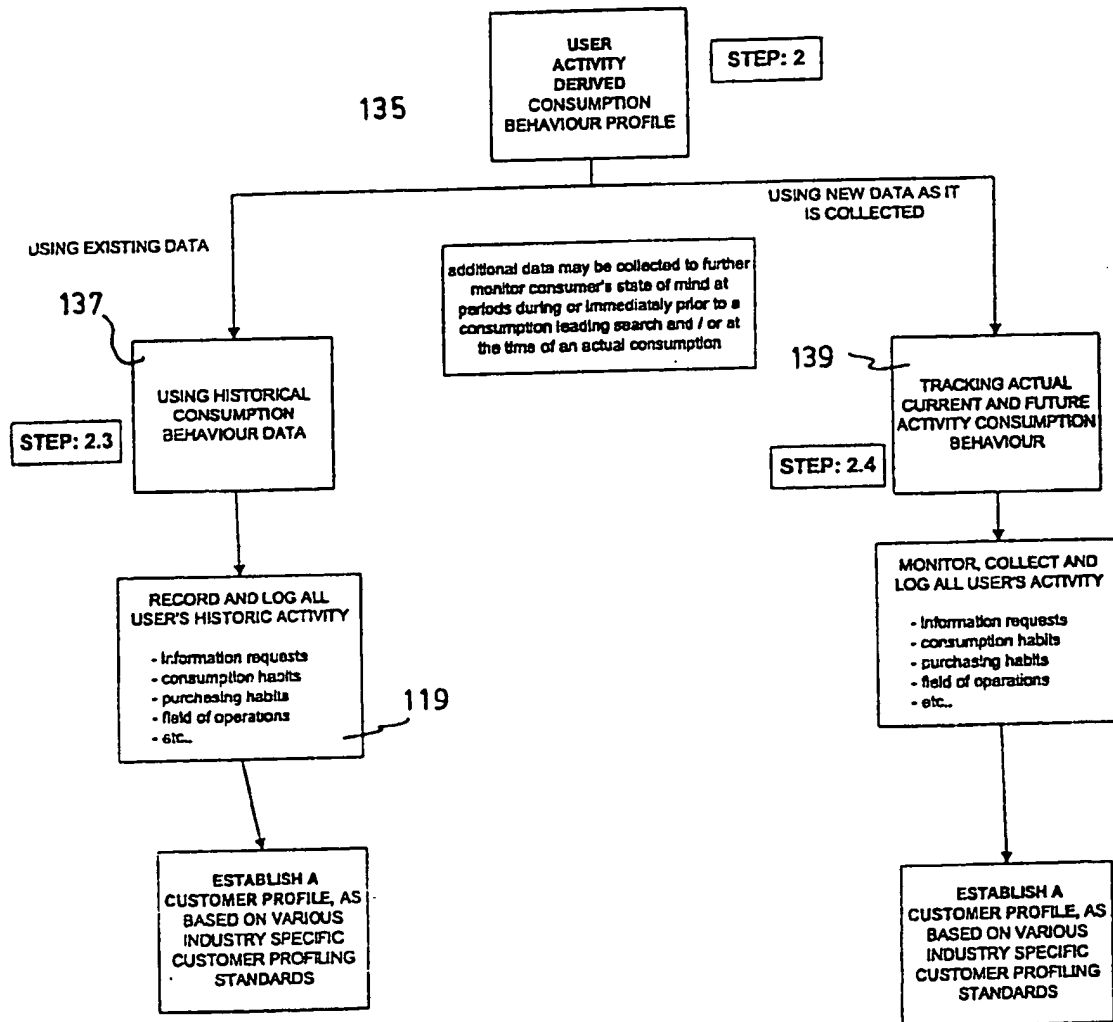 USER
ACTIVITY
DERIVED
CONSUMPTION
BEHAVIOUR PROFILE
STEP: 2
135
USING EXISTING DATA
USING NEW DATA AS IT
IS COLLECTED
additional data may be collected to further
monitor consumer's state of mind at
periods during or immediately prior to a
consumption leading search and / or at
the time of an actual consumption
137
USING HISTORICAL
CONSUMPTION
BEHAVIOUR DATA
STEP: 2.3
139
TRACKING ACTUAL
CURRENT AND FUTURE
ACTIVITY CONSUMPTION
BEHAVIOUR
STEP: 2.4
RECORD AND LOG ALL
USER'S HISTORIC ACTIVITY
- information requests
- consumption habits
- purchasing habits
- field of operations
- etc..
119
MONITOR, COLLECT AND
LOG ALL USER'S ACTIVITY
- information requests
- consumption habits
- purchasing habits
- field of operations
- etc..
ESTABLISH A
CUSTOMER PROFILE, AS
BASED ON VARIOUS
INDUSTRY SPECIFIC
CUSTOMER PROFILING
STANDARDS
ESTABLISH A
CUSTOMER PROFILE, AS
BASED ON VARIOUS
INDUSTRY SPECIFIC
CUSTOMER PROFILING
STANDARDS